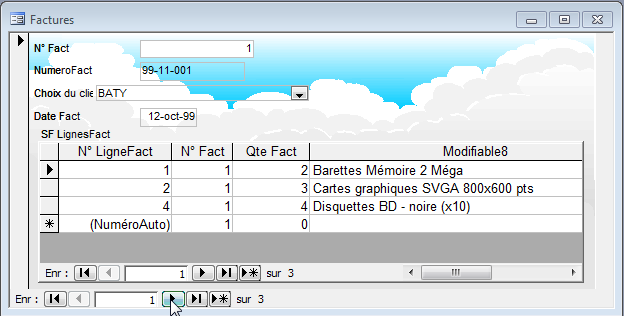 Factures
N° Fact 1
NumeroFact 99-11-001
Choix du clie BATY
Date Fact 12-oct-99
SF LignesFact
N° LigneFact N° Fact Qte Fact Modifiable8
1 1 2 Barettes Mémoire 2 Méga
2 1 3 Cartes graphiques SVGA 800x600 pts
4 1 4 Disquettes BD - noire (x10)
(NuméroAuto) 1 0
Enr : 1 sur 3
Enr : 1 sur 3